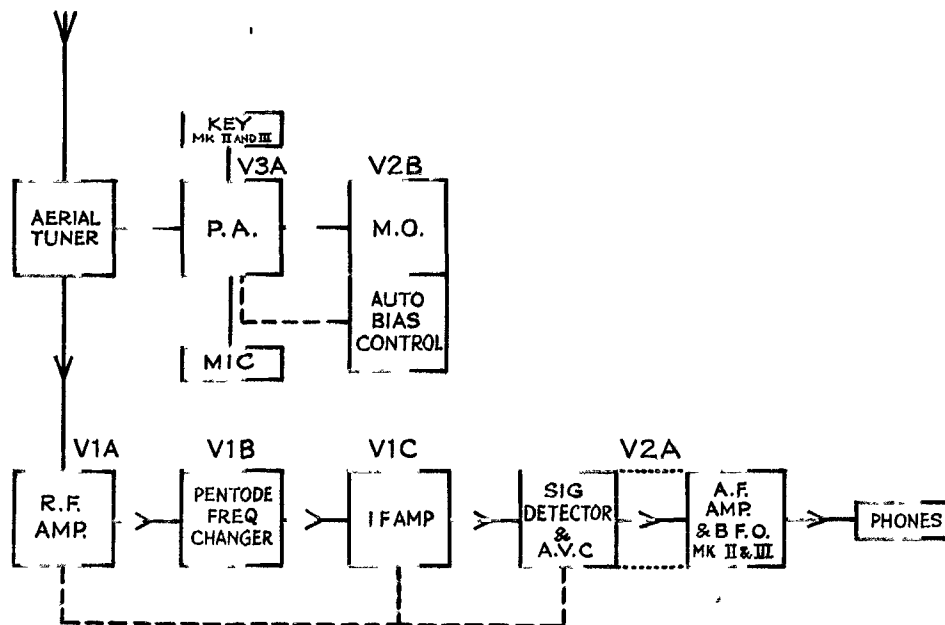 KEY
MK II AND III
V3A
V2B
AERIAL
TUNER
P.A.
M.O.
AUTO
BIAS
CONTROL
MIC
V1A
V1B
V1C
V2A
R.F.
AMP.
PENTODE
FREQ
CHANGER
I F AMP
SIG
DETECTOR
&
A.V.C
A.F.
AMP.
& B F.O.
MK II & III
PHONES